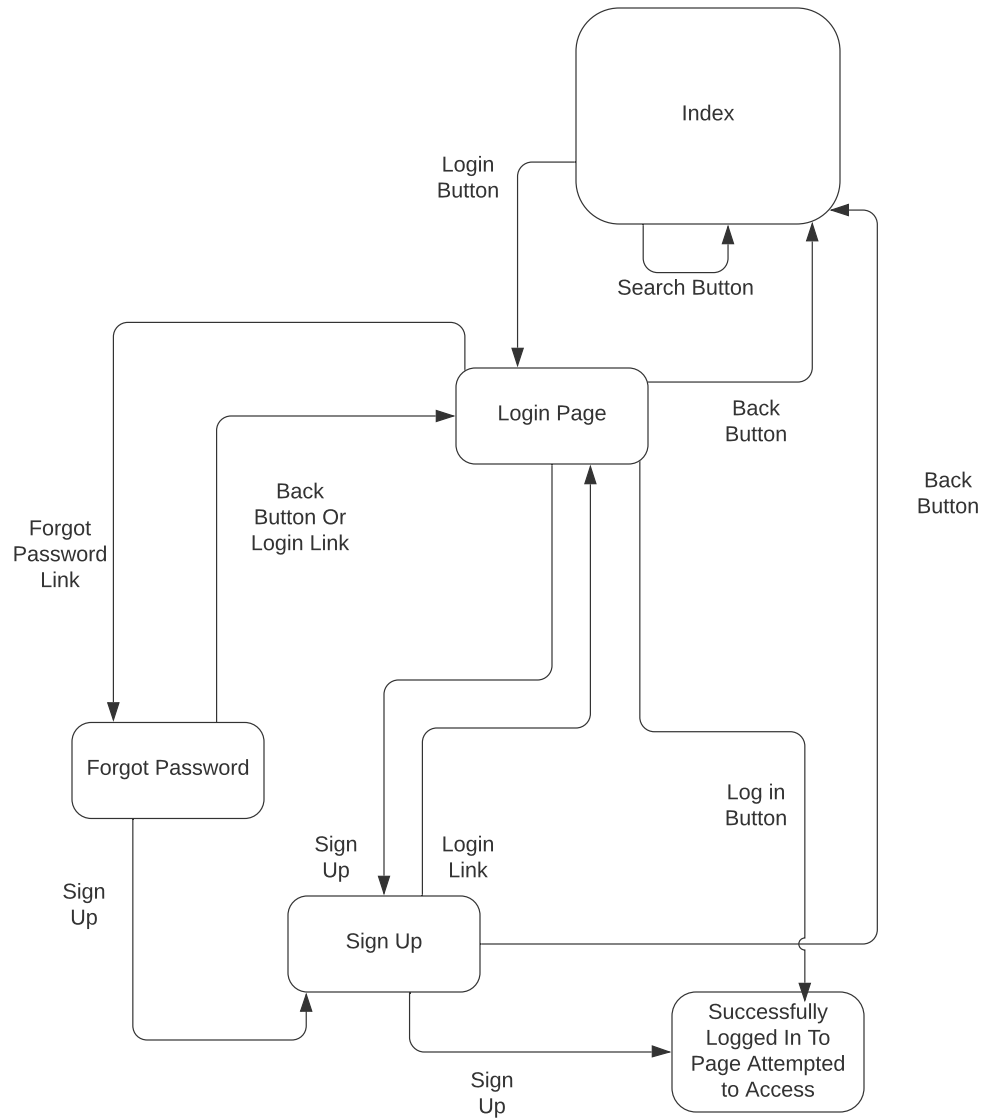 Index
Login
Button
Search Button
Login Page
Back
Button
Back
Button
Back
Button Or
Login Link
Forgot
Password
Link
Forgot Password
Log in
Button
Sign
Up
Login
Link
Sign
Up
Sign Up
Successfully
Logged In To
Page Attempted
to Access
Sign
Up